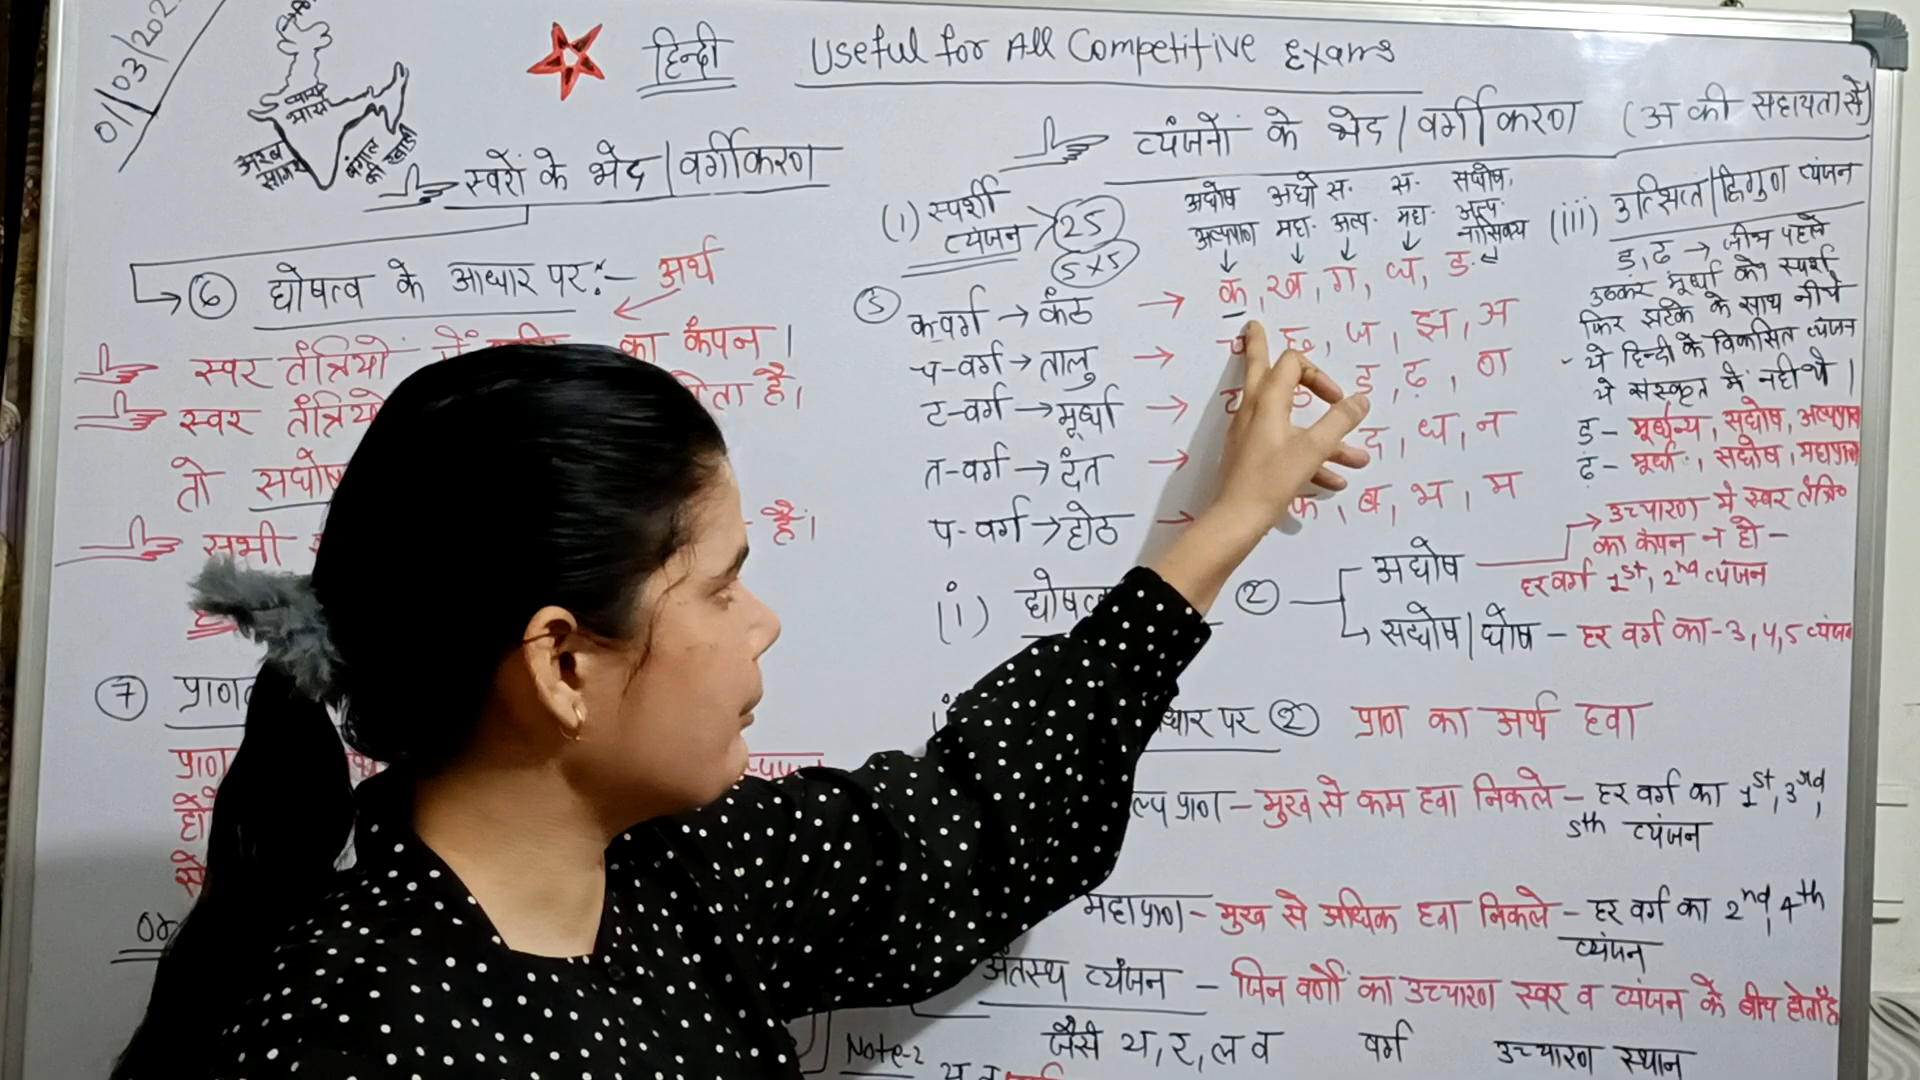 01/03/202
हिन्दी
Useful for All Competitive Exams
प्यारा
भारत
अरब
सागर
बंगाल
की
खाड़ी
स्वरों के भेद / वर्गीकरण
⑥ घोषत्व के आधार पर :- अर्थ
स्वर तंत्रियों में का कंपन ।
स्वर तंत्रियों है।
तो सघोष
सभी है।
⑦
प्राण
or
व्यंजनों के भेद / वर्गीकरण (अ की सहायता से)
(i) स्पर्शी
व्यंजन
25
5x5
अघोष अघो स. स. सघोष,
अल्पप्राण महा. अल्प. महा. अल्प.
नासिक्य
⑤ क वर्ग → कंठ → क, ख, ग, घ, ङ
च-वर्ग → तालु → च छ, ज, झ, ञ
ट-वर्ग → मूर्धा → ट ड, ढ, ण
त-वर्ग → दंत → द, ध, न
प-वर्ग → होठ → फ, ब, भ, म
(iii) उत्क्षिप्त / द्विगुण व्यंजन
ड़, ढ़ → जीभ पहले
उठकर मूर्धा को स्पर्श
फिर झटके के साथ नीचे
- ये हिन्दी के विकसित व्यंजन
ये संस्कृत में नही थे ।
ड़ - मूर्धन्य, सघोष, अल्पप्राण
ढ़ - मूर्ध., सघोष, महाप्राण
(i)
②
अघोष → उच्चारण मे स्वर तंत्रि
का कंपन न हो -
हर वर्ग 1st, 2nd व्यंजन
सघोष / घोष - हर वर्ग का - 3, 4, 5 व्यंजन
आधार पर ② प्राण का अर्थ हवा
ल्प प्राण - मुख से कम हवा निकले - हर वर्ग का 1st, 3rd,
5th व्यंजन
महाप्राण - मुख से अधिक हवा निकले - हर वर्ग का 2nd, 4th
व्यंजन
अंतस्थ व्यंजन - जिन वर्णों का उच्चारण स्वर व व्यंजन के बीच होता है
Note-2
जैसे य, र, ल व वर्ग उच्चारण स्थान